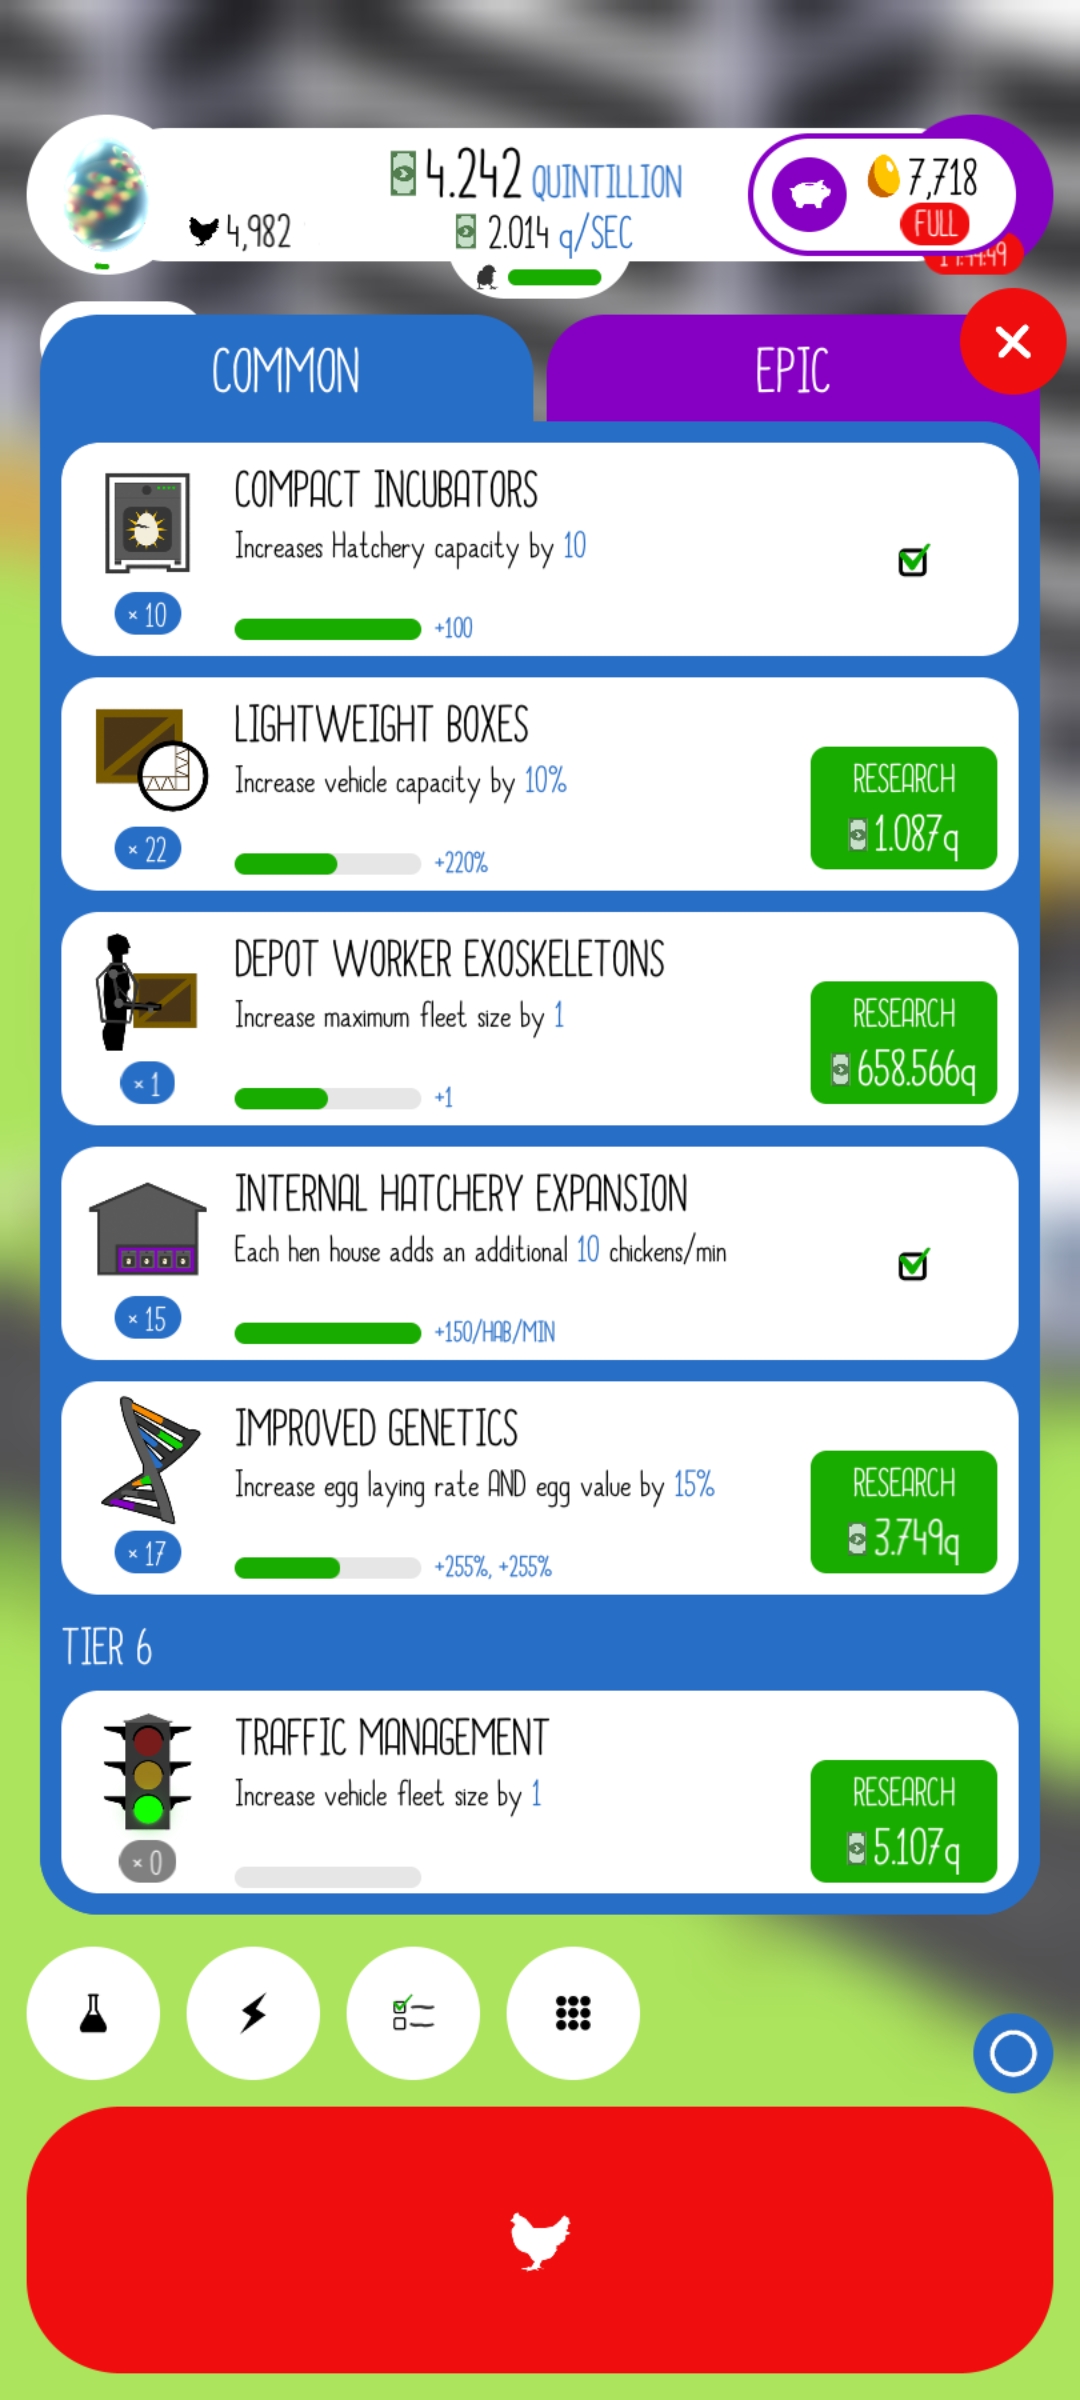 4.242 QUINTILLION
4,982
2.014 q/SEC
7,718
FULL
COMMON
EPIC
COMPACT INCUBATORS
Increases Hatchery capacity by 10
× 10
+100
LIGHTWEIGHT BOXES
Increase vehicle capacity by 10%
RESEARCH
1.087q
× 22
+220%
DEPOT WORKER EXOSKELETONS
Increase maximum fleet size by 1
RESEARCH
658.566q
× 1
+1
INTERNAL HATCHERY EXPANSION
Each hen house adds an additional 10 chickens/min
× 15
+150/HAB/MIN
IMPROVED GENETICS
Increase egg laying rate AND egg value by 15%
RESEARCH
3.749q
× 17
+255%, +255%
TIER 6
TRAFFIC MANAGEMENT
Increase vehicle fleet size by 1
RESEARCH
5.107q
× 0